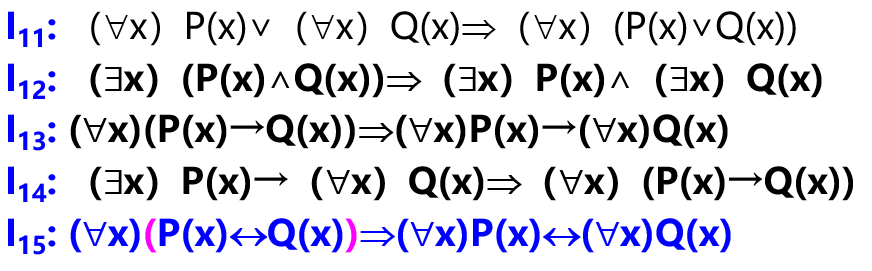 I₁₁: (∀x) P(x)∨ (∀x) Q(x)⇒ (∀x) (P(x)∨Q(x))
I₁₂: (∃x) (P(x)∧Q(x))⇒ (∃x) P(x)∧ (∃x) Q(x)
I₁₃: (∀x)(P(x)→Q(x))⇒(∀x)P(x)→(∀x)Q(x)
I₁₄: (∃x) P(x)→ (∀x) Q(x)⇒ (∀x) (P(x)→Q(x))
I₁₅: (∀x)(P(x)↔Q(x))⇒(∀x)P(x)↔(∀x)Q(x)